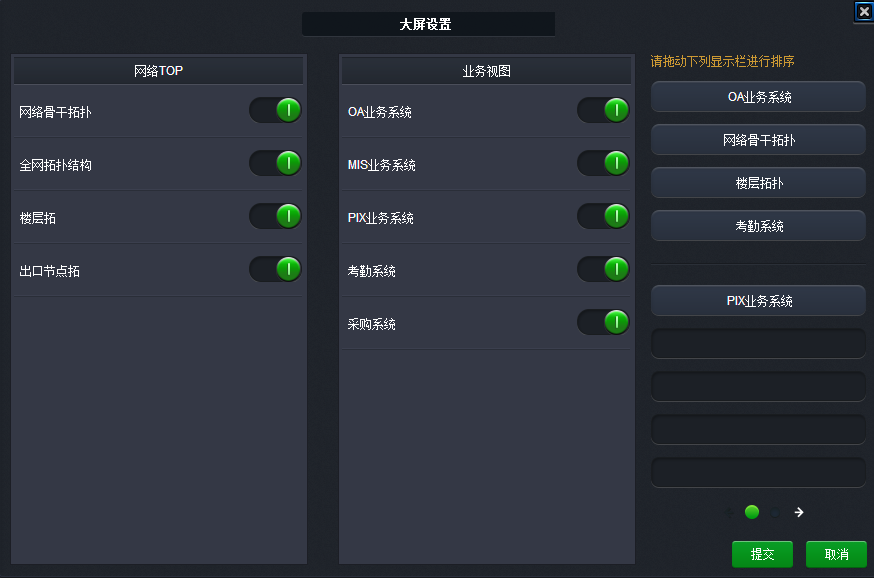 大屏设置
网络TOP
网络骨干拓扑
全网拓扑结构
楼层拓
出口节点拓
业务视图
OA业务系统
MIS业务系统
PIX业务系统
考勤系统
采购系统
请拖动下列显示栏进行排序
OA业务系统
网络骨干拓扑
楼层拓扑
考勤系统
PIX业务系统
提交
取消